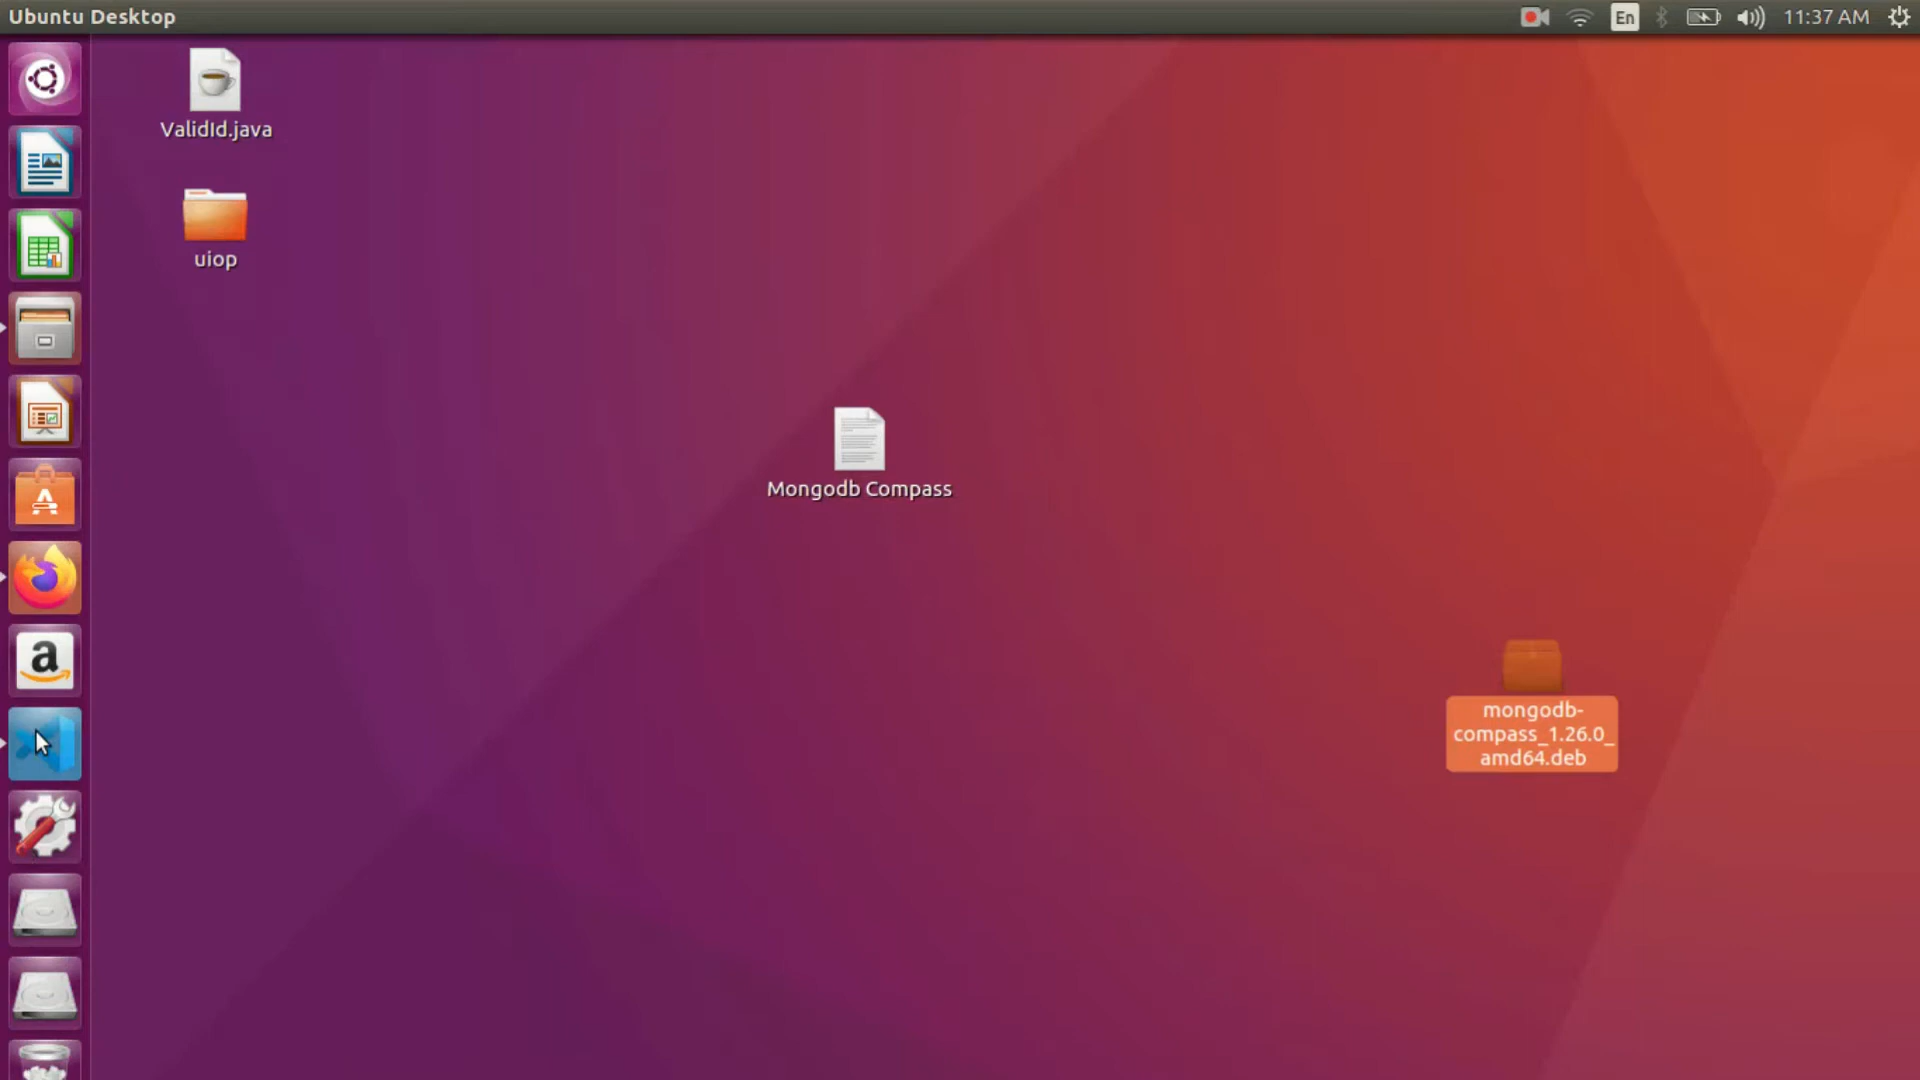 Ubuntu Desktop
En
11:37 AM
ValidId.java
uiop
Mongodb Compass
mongodb-
compass_1.26.0_
amd64.deb